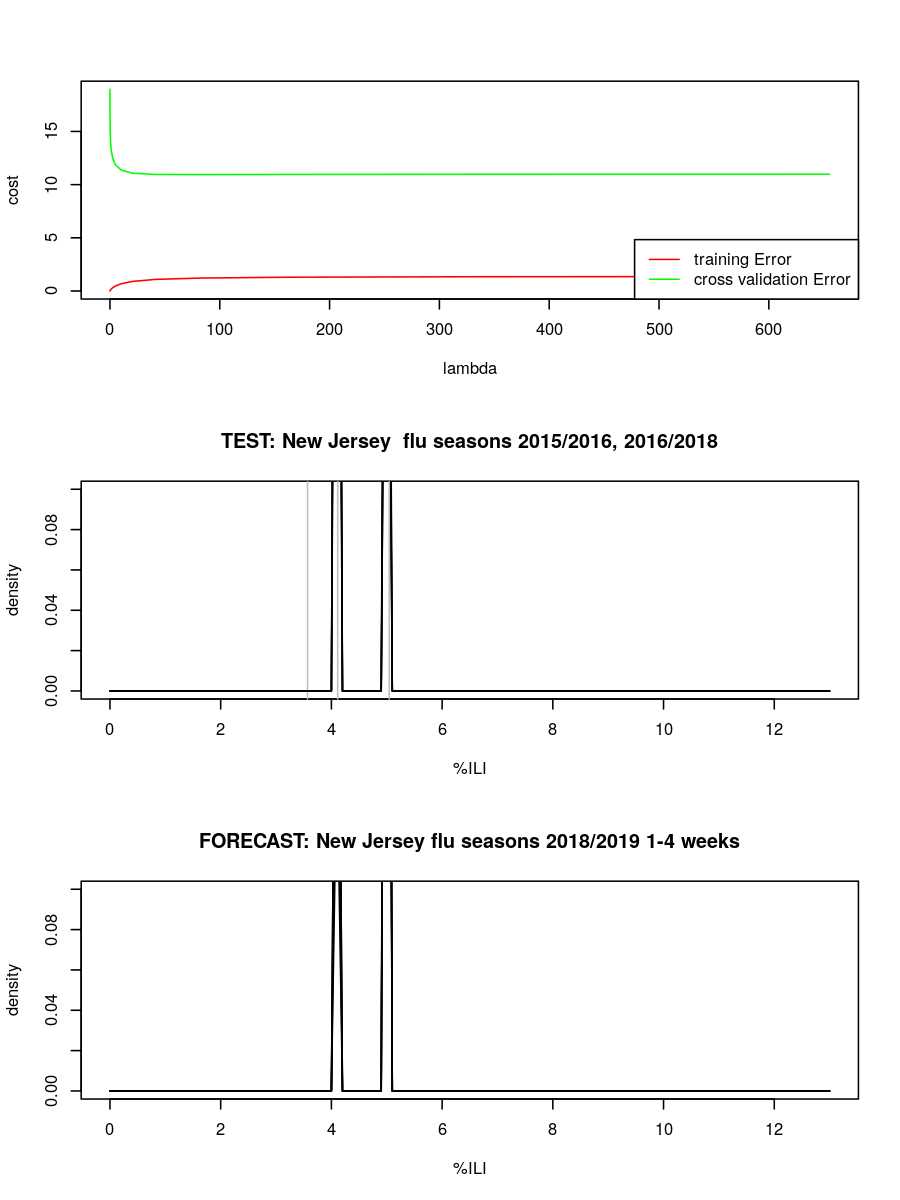 cost
15
10
5
0
training Error
cross validation Error
0 100 200 300 400 500 600
lambda
TEST: New Jersey  flu seasons 2015/2016, 2016/2018
density
0.08
0.04
0.00
0 2 4 6 8 10 12
%ILI
FORECAST: New Jersey flu seasons 2018/2019 1-4 weeks
density
0.08
0.04
0.00
0 2 4 6 8 10 12
%ILI